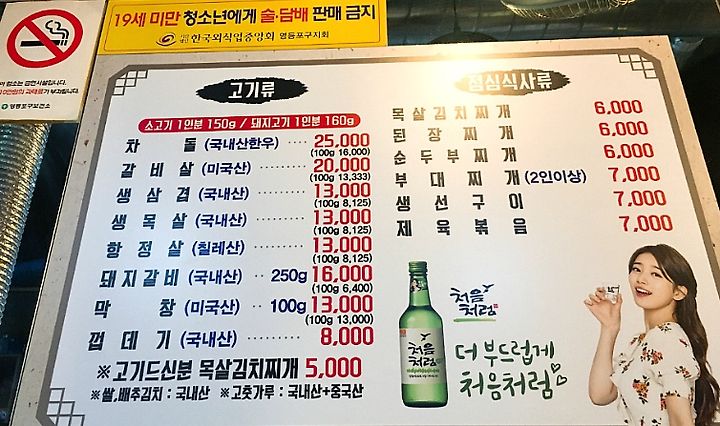 19세 미만 청소년에게 술·담배 판매 금지
한국외식업중앙회 영등포구지회
영등포구보건소
고기류
소고기 1인분 150g / 돼지고기 1인분 160g
차 돌 (국내산한우) ···· 25,000
(100g 16,000)
갈 비 살 (미국산) ···· 20,000
(100g 13,333)
생 삼 겹 (국내산) ···· 13,000
(100g 8,125)
생 목 살 (국내산) ···· 13,000
(100g 8,125)
항 정 살 (칠레산) ···· 13,000
(100g 8,125)
돼지갈비 (국내산) ·· 250g 16,000
(100g 6,400)
막 창 (미국산) ·· 100g 13,000
(100g 13,000)
껍 데 기 (국내산) ···· 8,000
※고기드신분 목살김치찌개 5,000
※쌀,배추김치 : 국내산 ※고춧가루 : 국내산+중국산
점심식사류
목살김치찌개 6,000
된 장 찌 개 6,000
순두부찌개 6,000
부 대 찌 개 (2인이상) 7,000
생 선 구 이 7,000
제 육 볶 음 7,000
처음처럼
처음처럼
더 부드럽게
처음처럼